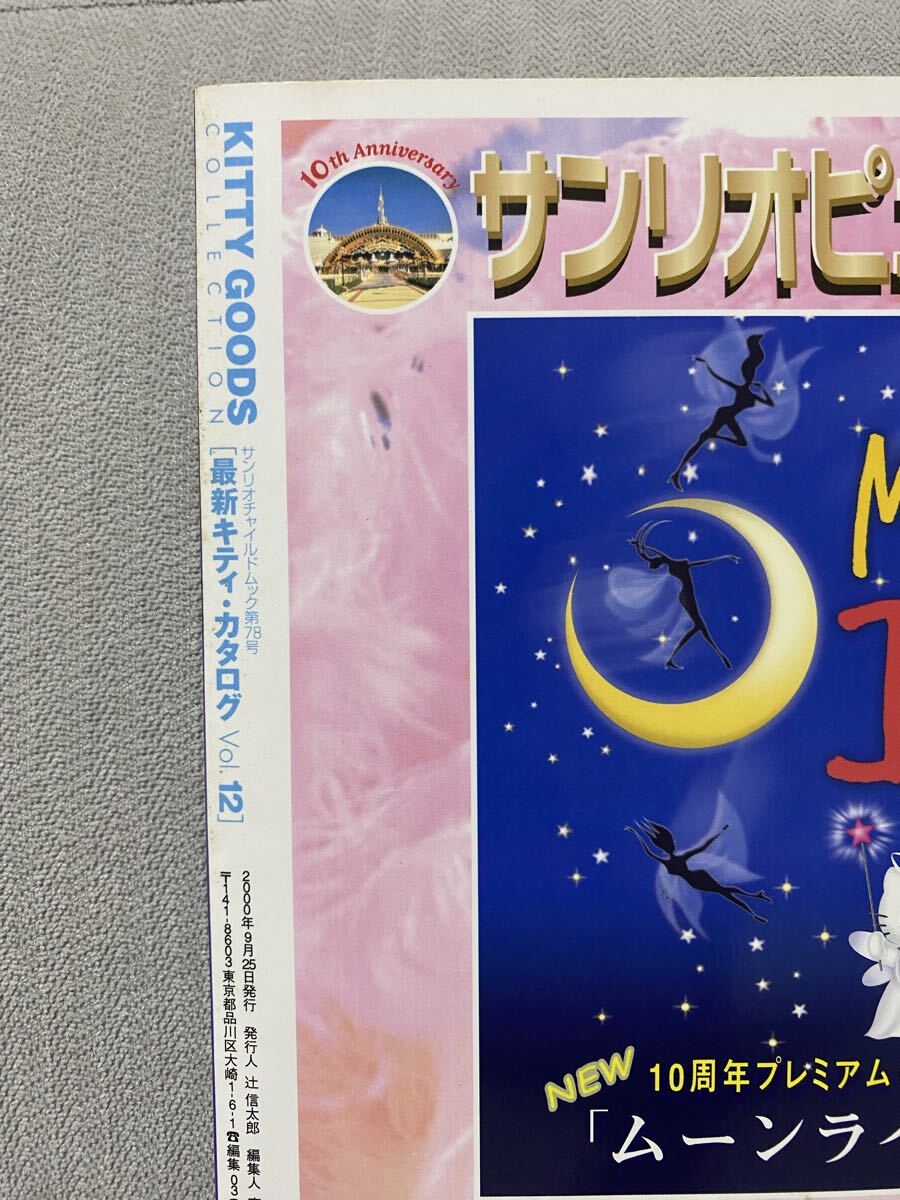 KITTY GOODS
COLLECTION
サンリオチャイルドムック第78号
[最新キティ・カタログ Vol. 12]
2000年9月25日発行 発行人 辻 信太郎 編集人
〒141-8603 東京都品川区大崎1-6-1 ☎編集 03
10th Anniversary
サンリオピ
M
NEW
10周年プレミアム
「ムーンライ